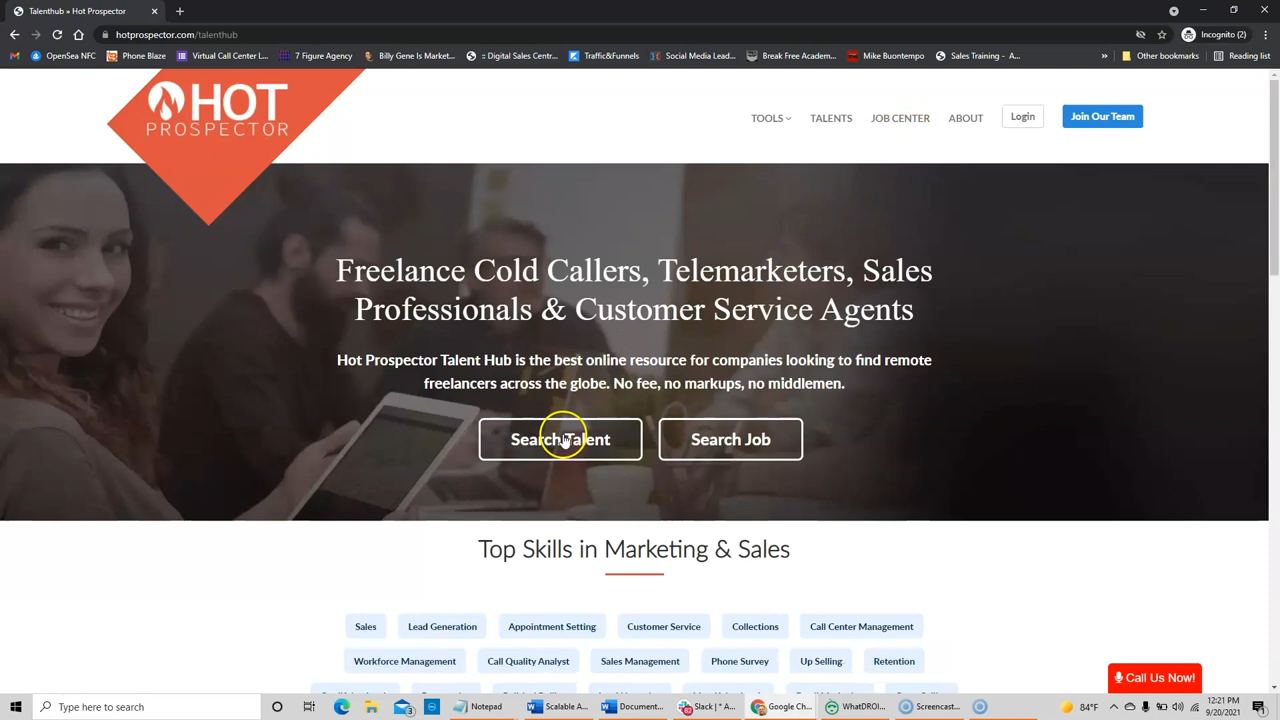 Talenthub » Hot Prospector
hotprospector.com/talenthub
Incognito (2)
OpenSea NFC
Phone Blaze
Virtual Call Center L...
7 Figure Agency
Billy Gene Is Marke...
:: Digital Sales Centr...
Traffic&Funnels
Social Media Lead...
Break Free Academ...
Mike Buontempo
Sales Training - A...
»
Other bookmarks
Reading list
HOT
PROSPECTOR
TOOLS
TALENTS
JOB CENTER
ABOUT
Login
Join Our Team
Freelance Cold Callers, Telemarketers, Sales
Professionals & Customer Service Agents
Hot Prospector Talent Hub is the best online resource for companies looking to find remote
freelancers across the globe. No fee, no markups, no middlemen.
Search Talent
Search Job
Top Skills in Marketing & Sales
Sales
Lead Generation
Appointment Setting
Customer Service
Collections
Call Center Management
Workforce Management
Call Quality Analyst
Sales Management
Phone Survey
Up Selling
Retention
Call Us Now!
Type here to search
3
Notepad
Scalable A...
Document...
Slack | * A...
Google Ch...
WhatDROI...
Screencast...
84°F
12:21 PM
9/20/2021